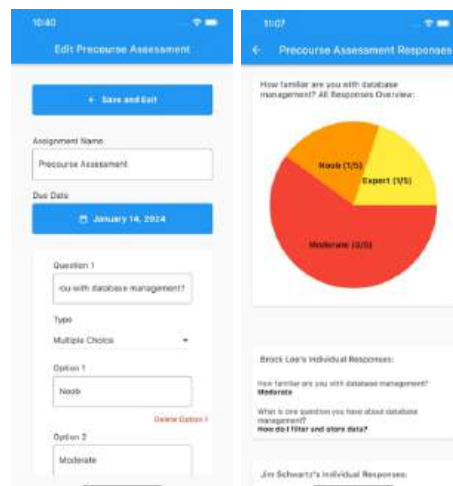 10:40
Edit Precourse Assessment
← Save and Exit
Assignment Name
Precourse Assessment
Due Date
January 14, 2024
Question 1
ou with database management?
Type
Multiple Choice
Option 1
Noob
Delete Option 1
Option 2
Moderate
11:07
← Precourse Assessment Responses
How familiar are you with database
management? All Responses Overview:
Noob (1/5)
Expert (1/5)
Moderate (3/5)
Brock Lee's Individual Responses:
How familiar are you with database management?
Moderate
What is one question you have about database
management?
How do I filter and store data?
Jim Schwartz's Individual Responses: